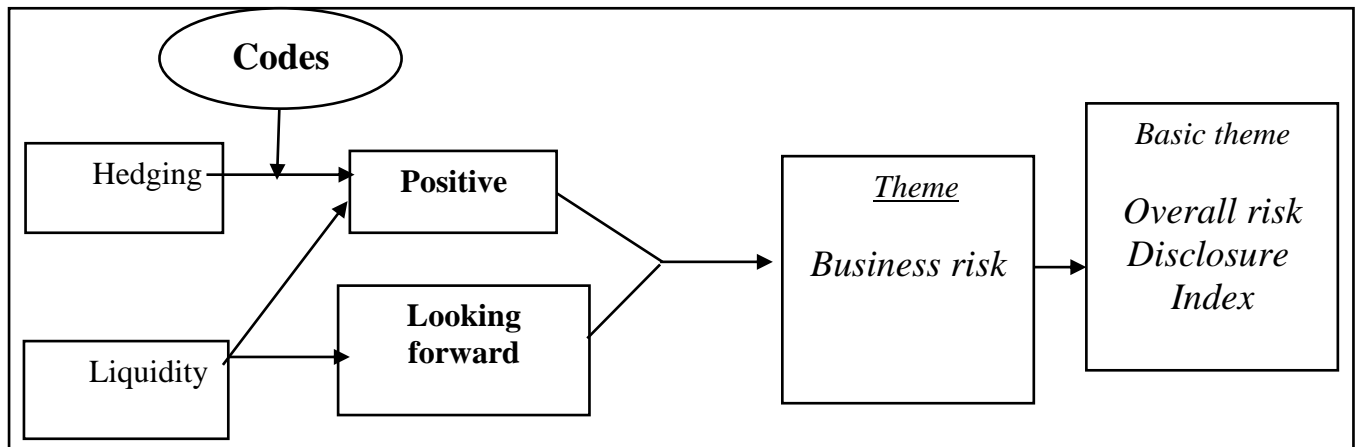 Codes
Hedging
Positive
Looking
forward
Liquidity
Theme
Business risk
Basic theme
Overall risk
Disclosure
Index